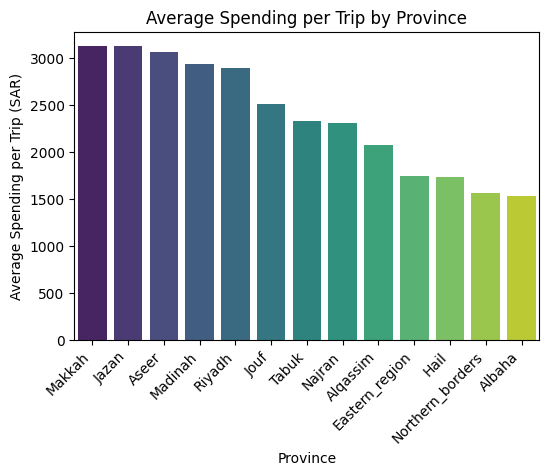 Average Spending per Trip by Province
Average Spending per Trip (SAR)
3000
2500
2000
1500
1000
500
0
Makkah
Jazan
Aseer
Madinah
Riyadh
Jouf
Tabuk
Najran
Alqassim
Eastern_region
Hail
Northern_borders
Albaha
Province